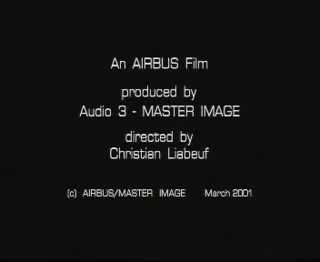 An AIRBUS Film
produced by
Audio 3 - MASTER IMAGE
directed by
Christian Liabeuf
(c) AIRBUS/MASTER IMAGE March 2001